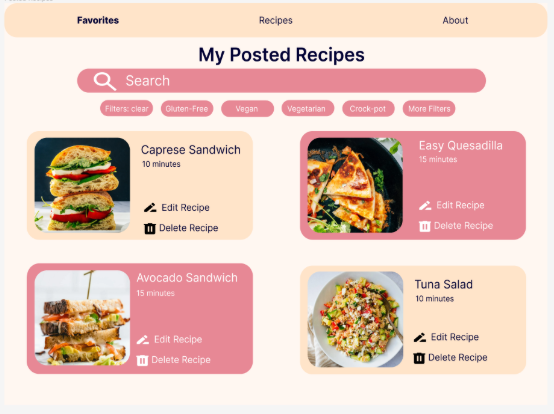 Favorites Recipes About
My Posted Recipes
Search
Filters: clear Gluten-Free Vegan Vegetarian Crock-pot More Filters
Caprese Sandwich
10 minutes
Edit Recipe
Delete Recipe
Easy Quesadilla
15 minutes
Edit Recipe
Delete Recipe
Avocado Sandwich
15 minutes
Edit Recipe
Delete Recipe
Tuna Salad
10 minutes
Edit Recipe
Delete Recipe